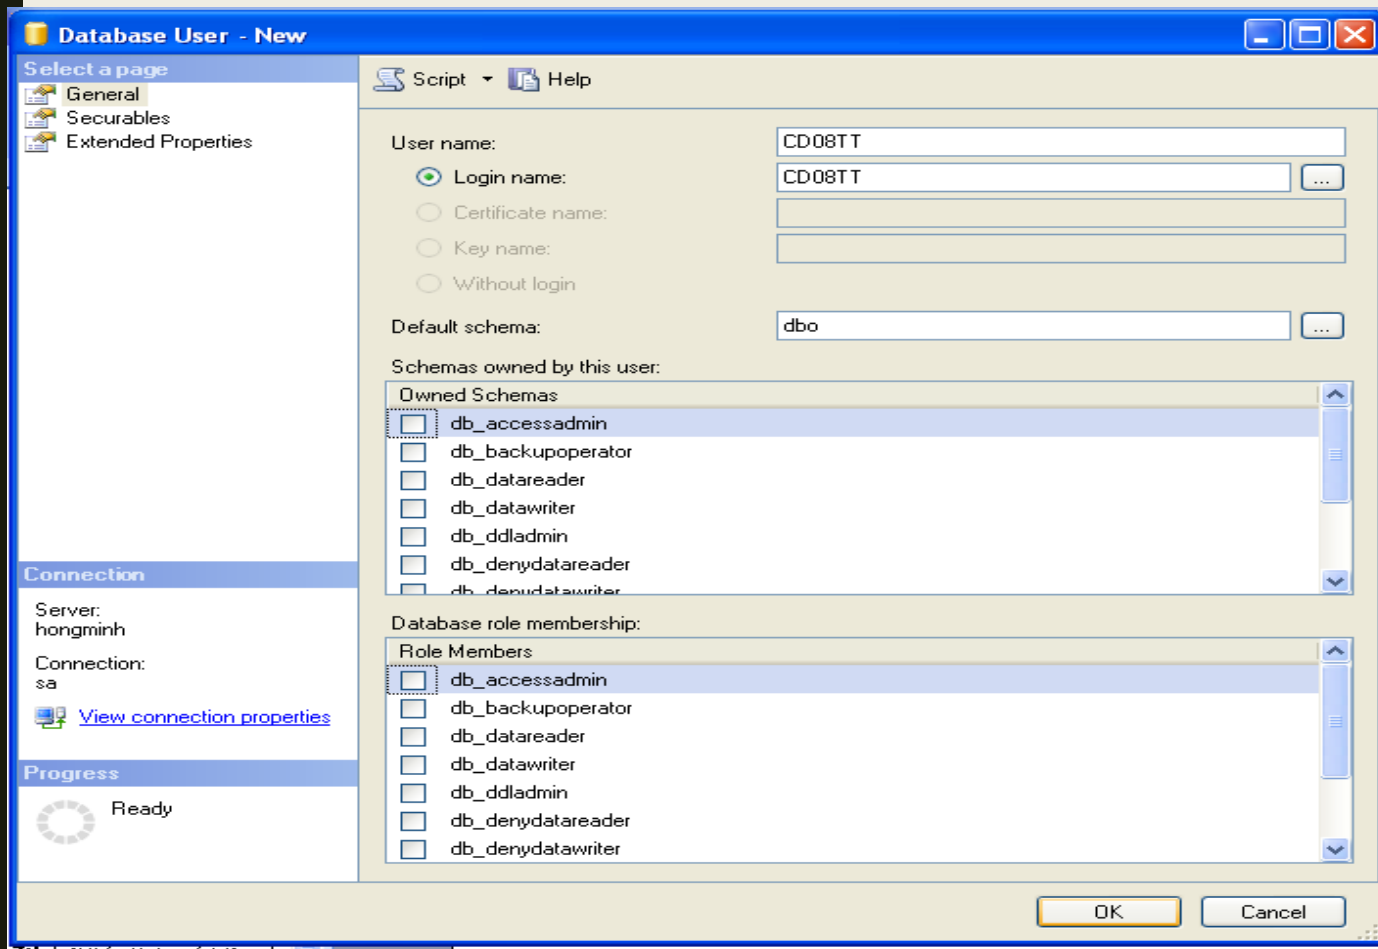 Database User - New
Select a page
General
Securables
Extended Properties
Script
Help
User name:
CD08TT
Login name:
CD08TT
...
Certificate name:
Key name:
Without login
Default schema:
dbo
...
Schemas owned by this user:
Owned Schemas
db_accessadmin
db_backupoperator
db_datareader
db_datawriter
db_ddladmin
db_denydatareader
db_denydatawriter
Database role membership:
Role Members
db_accessadmin
db_backupoperator
db_datareader
db_datawriter
db_ddladmin
db_denydatareader
db_denydatawriter
Connection
Server:
hongminh
Connection:
sa
View connection properties
Progress
Ready
OK
Cancel